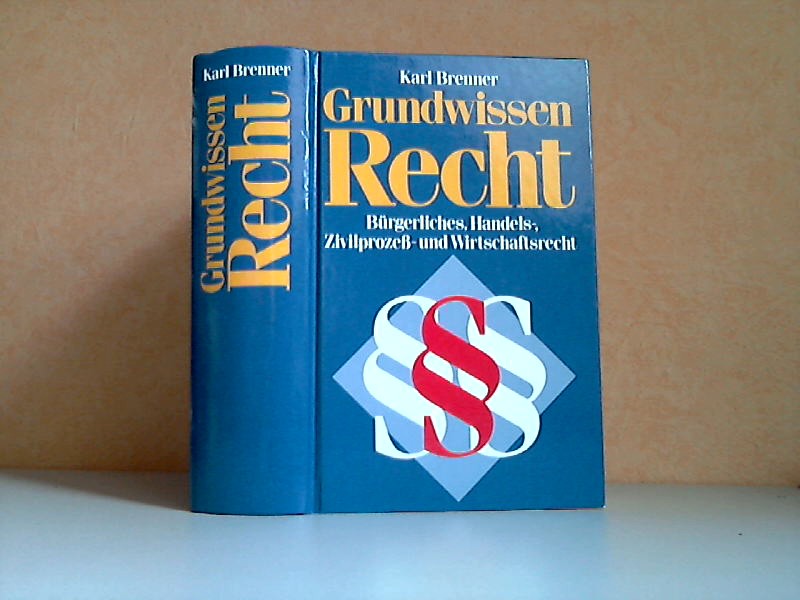 Karl Brenner
Grundwissen
Recht
Karl Brenner
Grundwissen
Recht
Bürgerliches, Handels-,
Zivilprozeß- und Wirtschaftsrecht
§§§